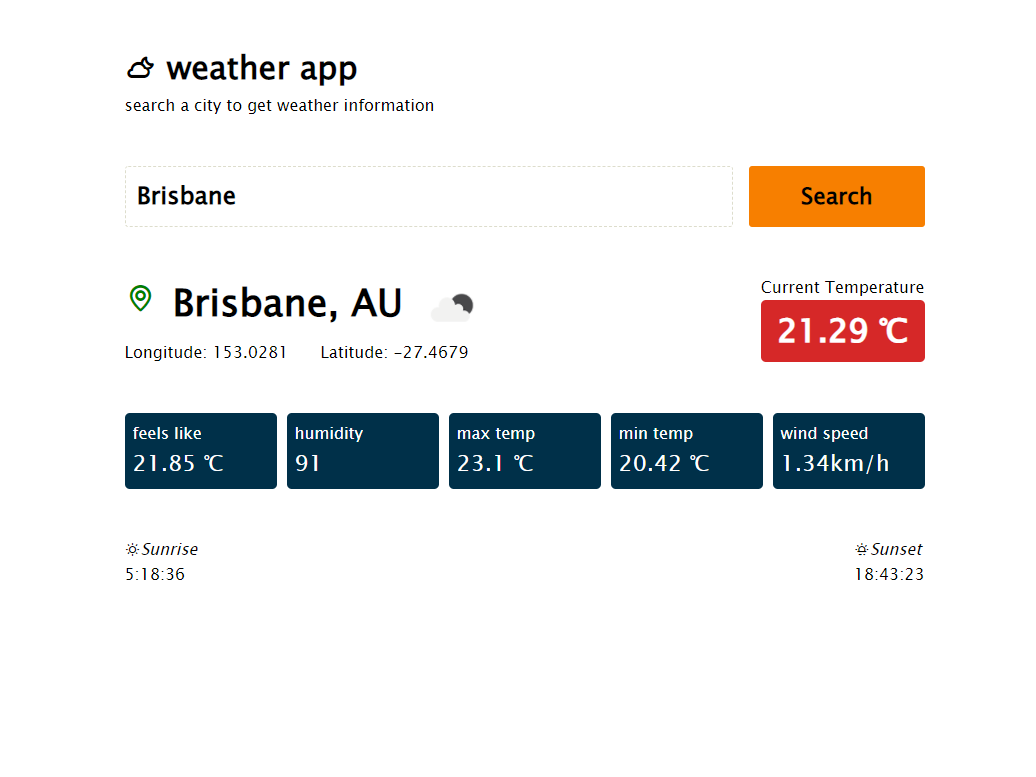 weather app
search a city to get weather information
Brisbane
Search
Brisbane, AU
Current Temperature
21.29 ℃
Longitude: 153.0281 Latitude: -27.4679
feels like
21.85 ℃
humidity
91
max temp
23.1 ℃
min temp
20.42 ℃
wind speed
1.34km/h
Sunrise
5:18:36
Sunset
18:43:23